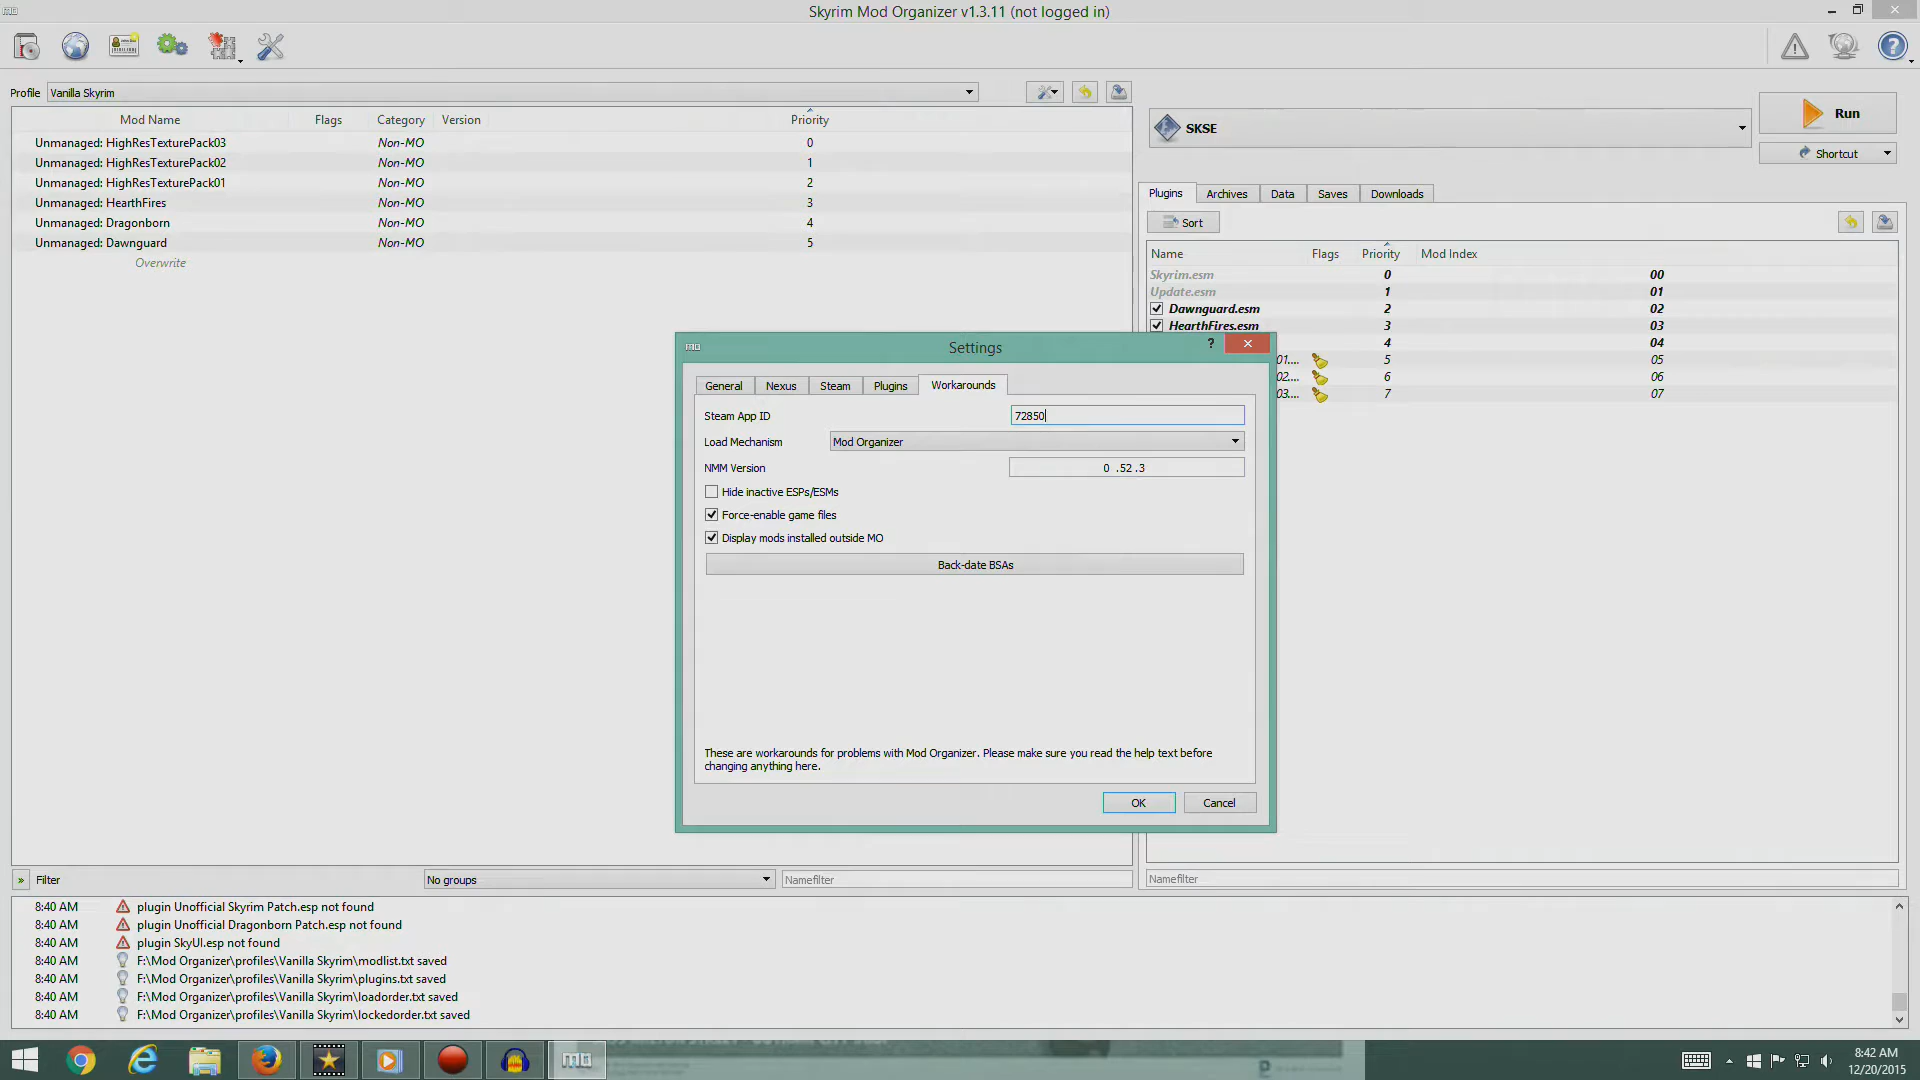 Skyrim Mod Organizer v1.3.11 (not logged in)
Profile Vanilla Skyrim
Mod Name Flags Category Version Priority
Unmanaged: HighResTexturePack03 Non-MO 0
Unmanaged: HighResTexturePack02 Non-MO 1
Unmanaged: HighResTexturePack01 Non-MO 2
Unmanaged: HearthFires Non-MO 3
Unmanaged: Dragonborn Non-MO 4
Unmanaged: Dawnguard Non-MO 5
Overwrite
SKSE
Run
Shortcut
Plugins Archives Data Saves Downloads
Sort
Name Flags Priority Mod Index
Skyrim.esm 0 00
Update.esm 1 01
Dawnguard.esm 2 02
HearthFires.esm 3 03
4 04
01.... 5 05
02.... 6 06
03.... 7 07
Settings
General Nexus Steam Plugins Workarounds
Steam App ID 72850
Load Mechanism Mod Organizer
NMM Version 0 .52 .3
Hide inactive ESPs/ESMs
Force-enable game files
Display mods installed outside MO
Back-date BSAs
These are workarounds for problems with Mod Organizer. Please make sure you read the help text before
changing anything here.
OK Cancel
» Filter No groups Namefilter
Namefilter
8:40 AM plugin Unofficial Skyrim Patch.esp not found
8:40 AM plugin Unofficial Dragonborn Patch.esp not found
8:40 AM plugin SkyUI.esp not found
8:40 AM F:\Mod Organizer\profiles\Vanilla Skyrim\modlist.txt saved
8:40 AM F:\Mod Organizer\profiles\Vanilla Skyrim\plugins.txt saved
8:40 AM F:\Mod Organizer\profiles\Vanilla Skyrim\loadorder.txt saved
8:40 AM F:\Mod Organizer\profiles\Vanilla Skyrim\lockedorder.txt saved
8:42 AM
12/20/2015